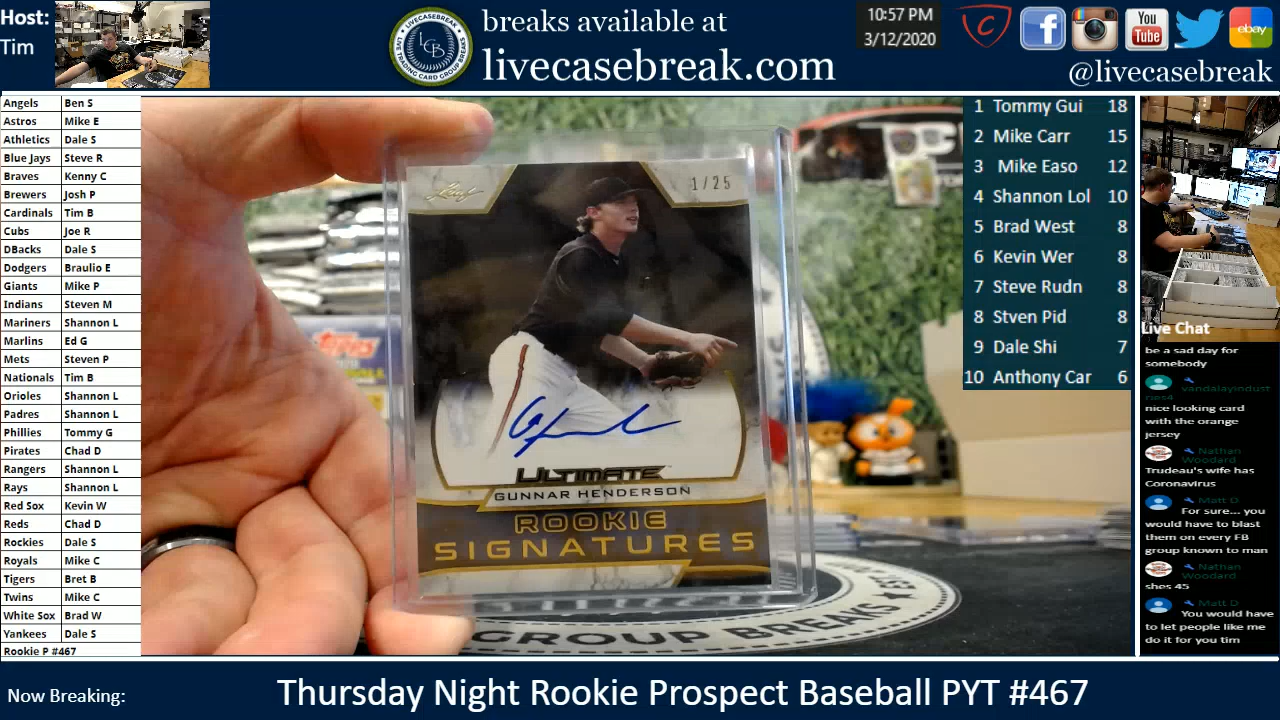 Host:
Tim
LIVECASEBREAK
LCB
breaks available at
livecasebreak.com
10:57 PM
3/12/2020
You
Tube
ebay
@livecasebreak
Angels Ben S
Astros Mike E
Athletics Dale S
Blue Jays Steve R
Braves Kenny C
Brewers Josh P
Cardinals Tim B
Cubs Joe R
DBacks Dale S
Dodgers Braulio E
Giants Mike P
Indians Steven M
Mariners Shannon L
Marlins Ed G
Mets Steven P
Nationals Tim B
Orioles Shannon L
Padres Shannon L
Phillies Tommy G
Pirates Chad D
Rangers Shannon L
Rays Shannon L
Red Sox Kevin W
Reds Chad D
Rockies Dale S
Royals Mike C
Tigers Bret B
Twins Mike C
White Sox Brad W
Yankees Dale S
Rookie P #467
Leaf
1/25
ULTIMATE
GUNNAR HENDERSON
ROOKIE
SIGNATURES
Topps
GROUP BREAKS
1 Tommy Gui 18
2 Mike Carr 15
3 Mike Easo 12
4 Shannon Lol 10
5 Brad West 8
6 Kevin Wer 8
7 Steve Rudn 8
8 Stven Pid 8
9 Dale Shi 7
10 Anthony Car 6
Live Chat
be a sad day for
somebody
vandalayindust
ries4
nice looking card
with the orange
jersey
Nathan
Woodard
Trudeau's wife has
Coronavirus
Matt D
For sure... you
would have to blast
them on every FB
group known to man
Nathan
Woodard
shes 45
Matt D
You would have
to let people like me
do it for you tim
Now Breaking:
Thursday Night Rookie Prospect Baseball PYT #467